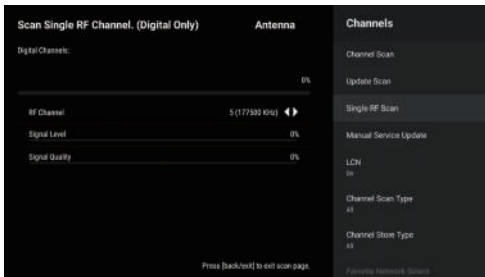 Scan Single RF Channel. (Digital Only) Antenna
Digital Channels:
0%
RF Channel 5 (177500 KHz)
Signal Level 0%
Signal Quality 0%
Press [back/exit] to exit scan page.
Channels
Channel Scan
Update Scan
Single RF Scan
Manual Service Update
LCN
On
Channel Scan Type
All
Channel Store Type
All
Favorite Network Select